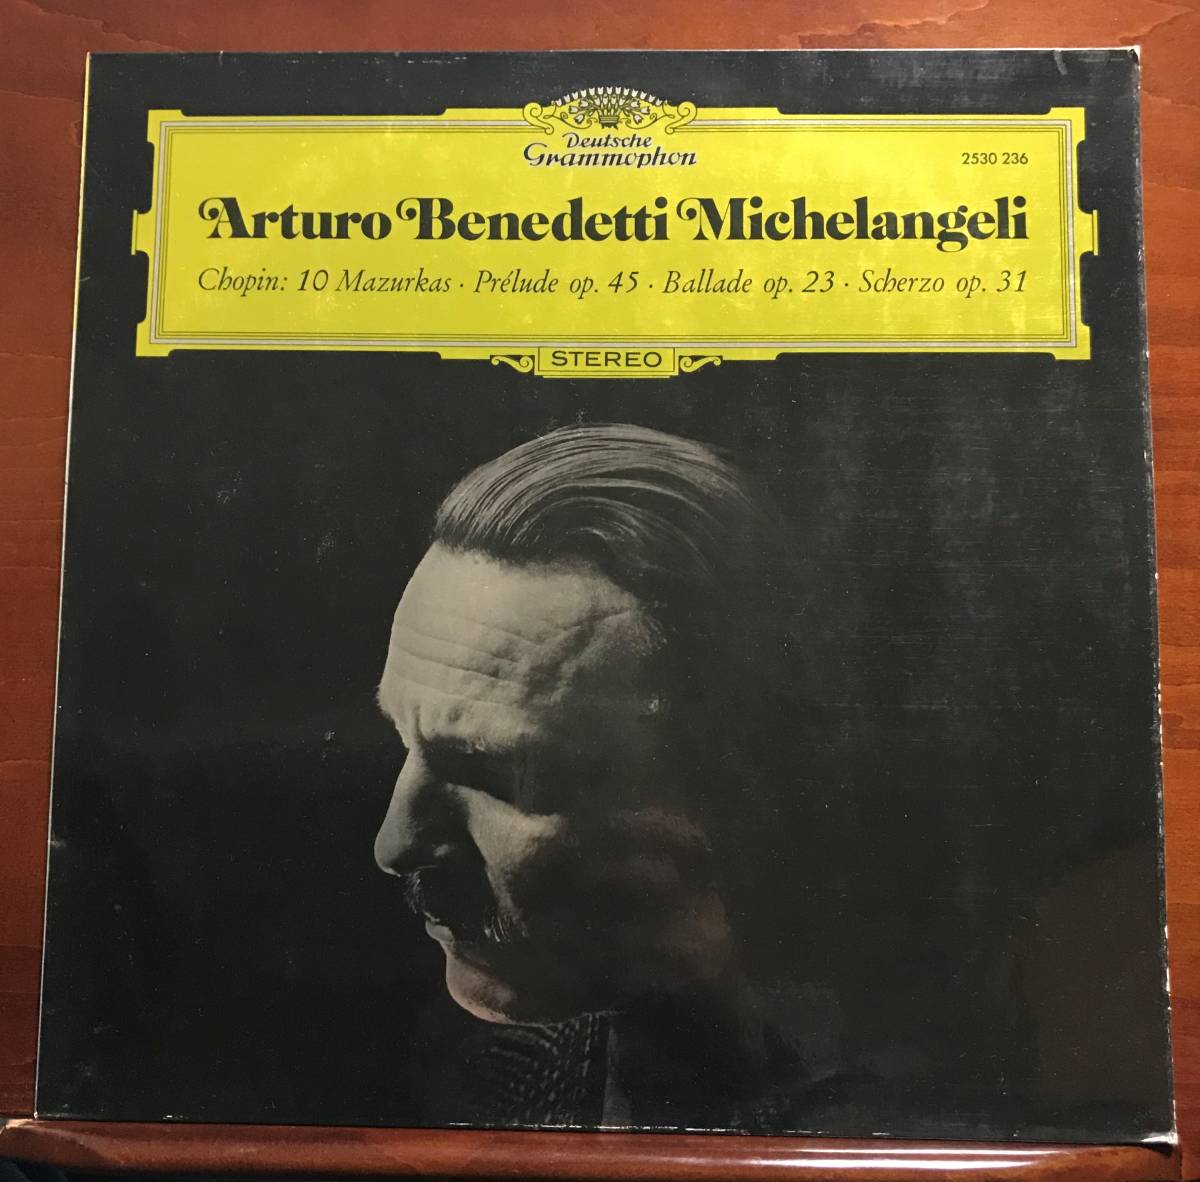 Deutsche
Grammophon
2530 236
Arturo Benedetti Michelangeli
Chopin: 10 Mazurkas · Prélude op. 45 · Ballade op. 23 · Scherzo op. 31
STEREO